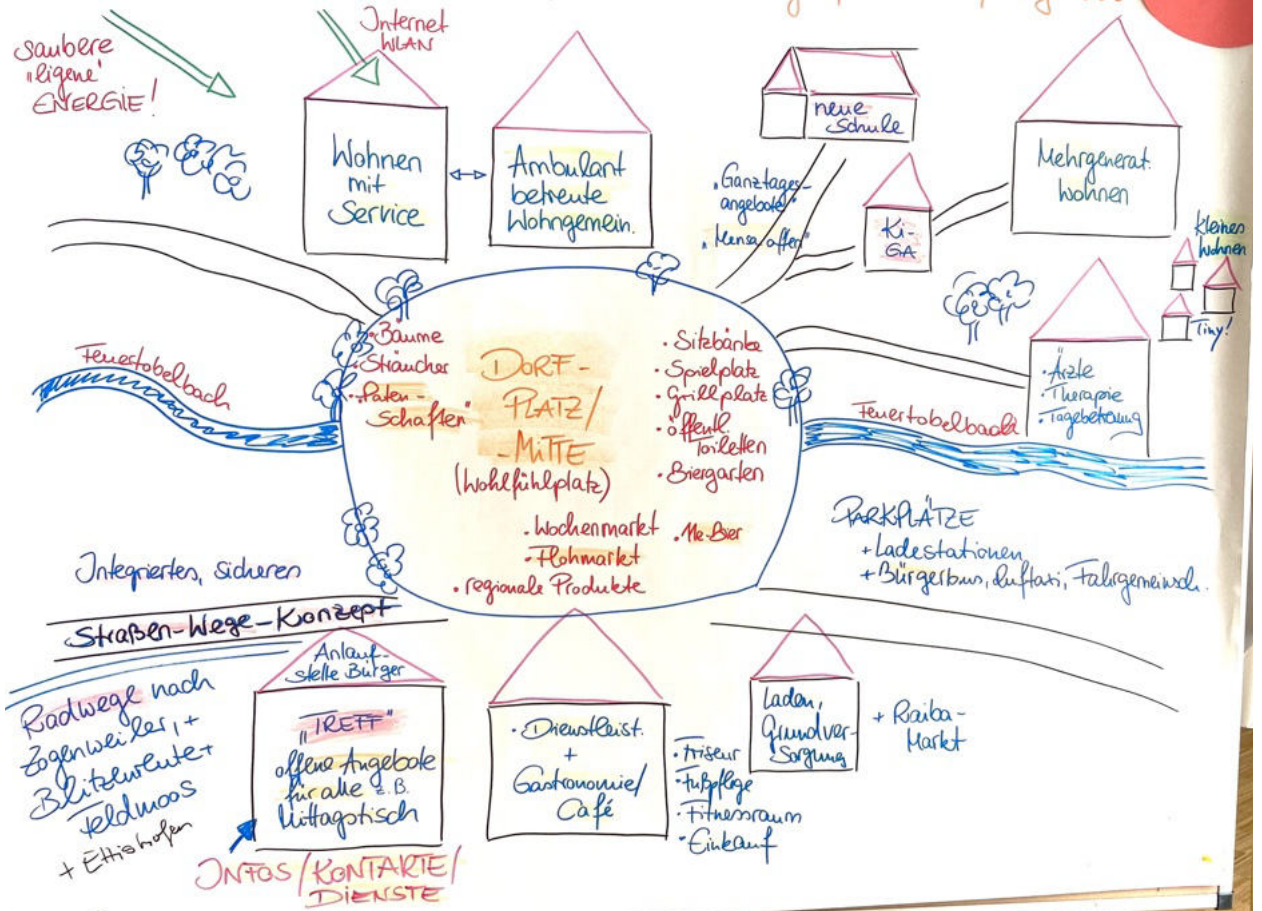 saubere
"eigene"
ENERGIE!
Internet
WLAN
Wohnen
mit
Service
Ambulant
betreute
Wohngemein.
neue
Schule
"Ganztages-
angebote"
"Mensa offen"
Ki-
GA
Mehrgenerat.
wohnen
kleines
Wohnen
Tiny!
• Ärzte
• Therapie
• Tagebetreuung
Feuertobelbach
• Bäume
• Sträucher
• "Paten-
schaften"
DORF-
PLATZ/
-MITTE
(Wohlfühlplatz)
• Sitzbänke
• Spielplatz
• Grillplatz
• öffentl.
Toiletten
• Biergarten
• Wochenmarkt
• Flohmarkt
• regionale Produkte
Feuertobelbach
PARKPLÄTZE
+ Ladestationen
+ Bürgerbus, Ruftaxi, Fahrgemeinsch.
Integriertes, sicheres
Straßen-Wege-Konzept
Radwege nach
Zogenweiler, +
Blitzenreute +
Feldmoos
+ Ettishofen
Anlauf-
stelle Bürger
"TREFF"
offene Angebote
für alle z.B.
Mittagstisch
INFOS/KONTAKTE/
DIENSTE
• Dienstleist.
+
Gastronomie/
Café
• Friseur
• Fußpflege
• Fitnessraum
• Einkauf
Laden,
Grundver-
sorgung
+ Raiba-
Markt